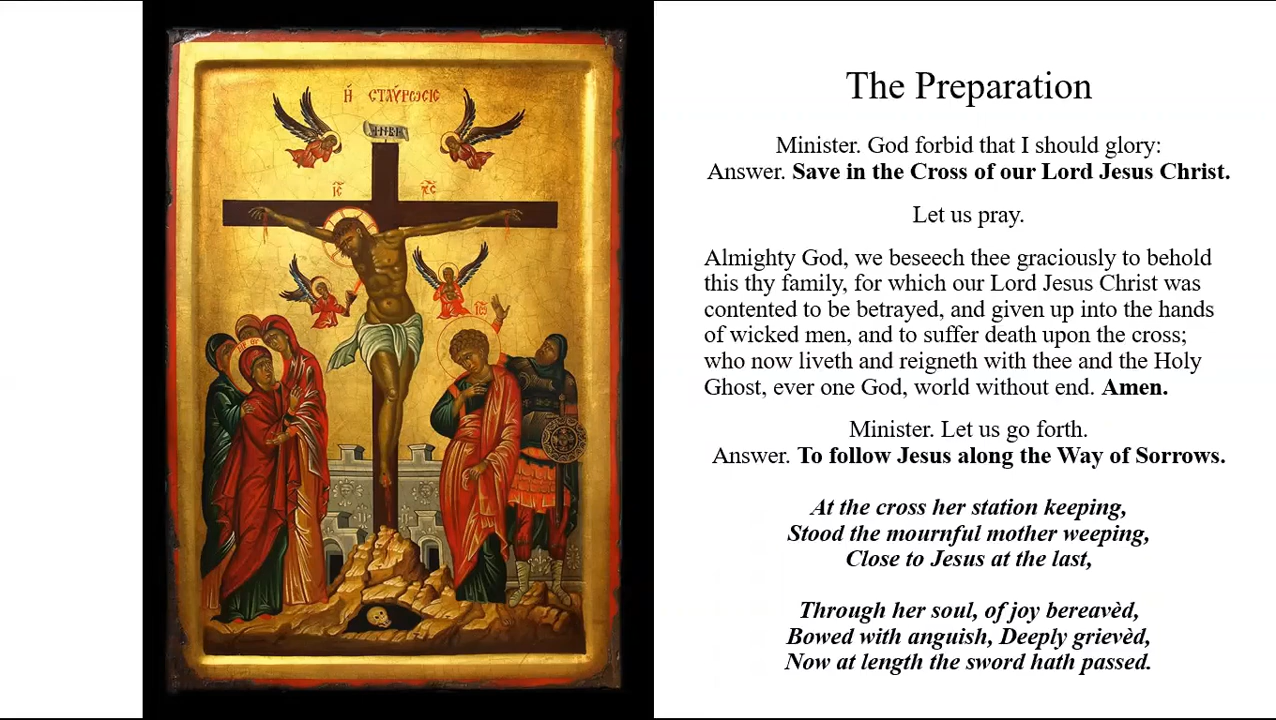 Ἡ ΣΤΑΎΡΩΣΙΣ
Ι·Ν·Β·Ι
ΙΣ ΧΣ
The Preparation
Minister. God forbid that I should glory:
Answer. Save in the Cross of our Lord Jesus Christ.
Let us pray.
Almighty God, we beseech thee graciously to behold
this thy family, for which our Lord Jesus Christ was
contented to be betrayed, and given up into the hands
of wicked men, and to suffer death upon the cross;
who now liveth and reigneth with thee and the Holy
Ghost, ever one God, world without end. Amen.
Minister. Let us go forth.
Answer. To follow Jesus along the Way of Sorrows.
At the cross her station keeping,
Stood the mournful mother weeping,
Close to Jesus at the last,
Through her soul, of joy bereavèd,
Bowed with anguish, Deeply grievèd,
Now at length the sword hath passed.